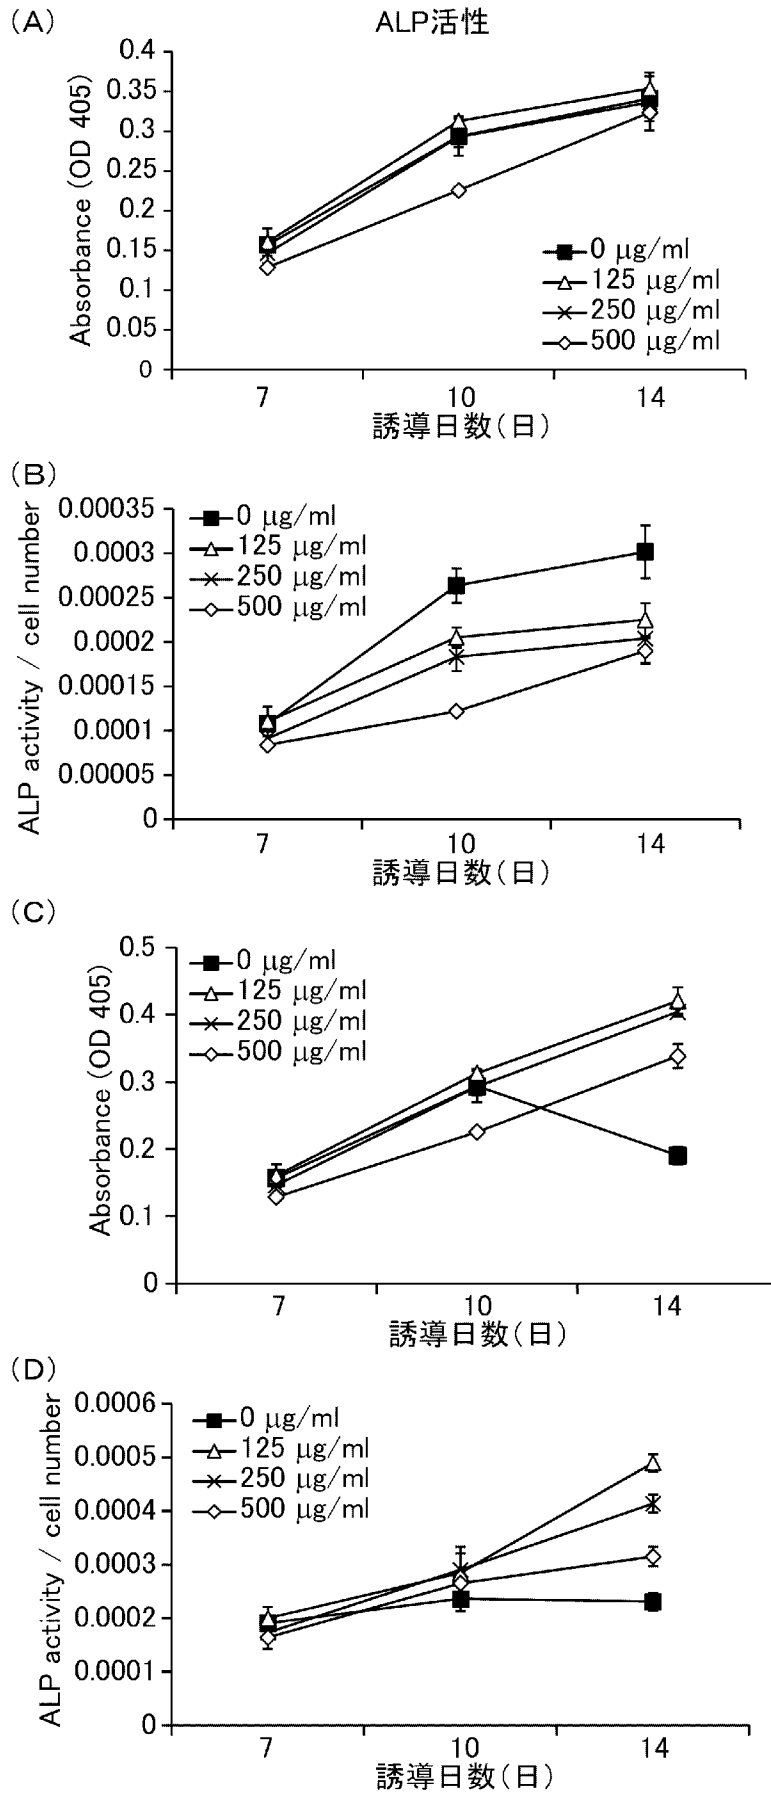 (A)
ALP活性
Absorbance (OD 405)
0.4
0.35
0.3
0.25
0.2
0.15
0.1
0.05
0
0 μg/ml
125 μg/ml
250 μg/ml
500 μg/ml
7 10 14
誘導日数(日)
(B)
ALP activity / cell number
0.00035
0.0003
0.00025
0.0002
0.00015
0.0001
0.00005
0
0 μg/ml
125 μg/ml
250 μg/ml
500 μg/ml
7 10 14
誘導日数(日)
(C)
Absorbance (OD 405)
0.5
0.4
0.3
0.2
0.1
0
0 μg/ml
125 μg/ml
250 μg/ml
500 μg/ml
7 10 14
誘導日数(日)
(D)
ALP activity / cell number
0.0006
0.0005
0.0004
0.0003
0.0002
0.0001
0
0 μg/ml
125 μg/ml
250 μg/ml
500 μg/ml
7 10 14
誘導日数(日)